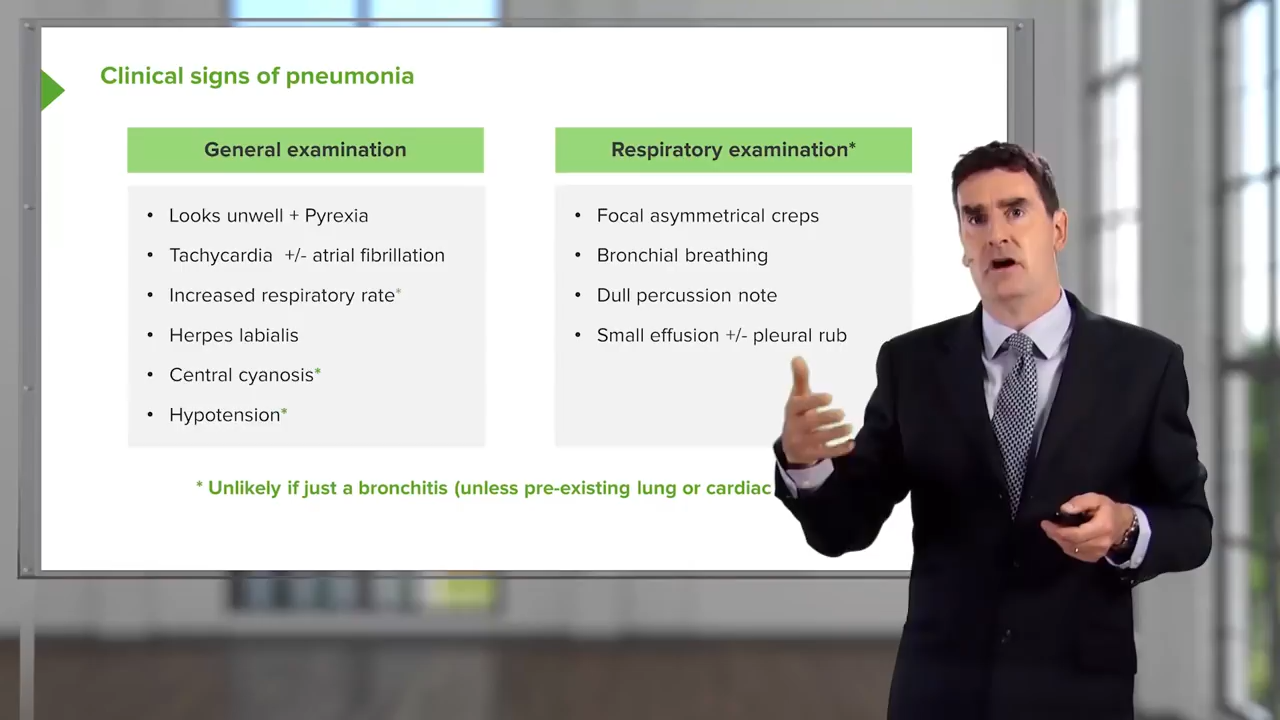 Clinical signs of pneumonia
General examination
• Looks unwell + Pyrexia
• Tachycardia +/- atrial fibrillation
• Increased respiratory rate*
• Herpes labialis
• Central cyanosis*
• Hypotension*
Respiratory examination*
• Focal asymmetrical creps
• Bronchial breathing
• Dull percussion note
• Small effusion +/- pleural rub
* Unlikely if just a bronchitis (unless pre-existing lung or cardiac